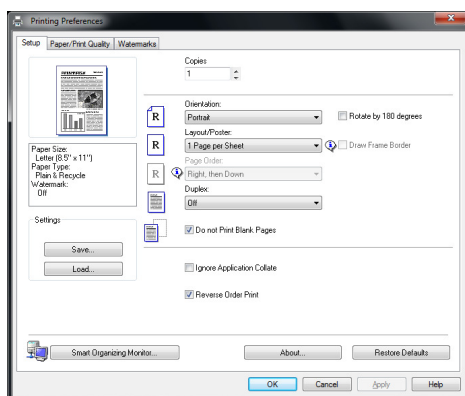 Printing Preferences
Setup
Paper/Print Quality
Watermarks
Copies
1
Orientation:
R
Portrait
Rotate by 180 degrees
Layout/Poster:
R
1 Page per Sheet
Draw Frame Border
Page Order:
R
Right, then Down
Duplex:
Off
Paper Size:
Letter (8.5" x 11")
Paper Type:
Plain & Recycle
Watermark:
Off
Settings
Save...
Load...
Do not Print Blank Pages
Ignore Application Collate
Reverse Order Print
Smart Organizing Monitor...
About...
Restore Defaults
OK
Cancel
Apply
Help